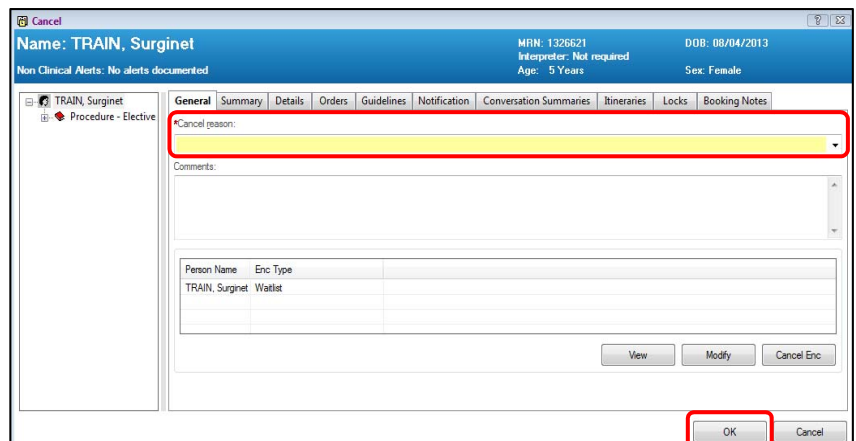 Cancel
Name: TRAIN, Surginet
MRN: 1326621
DOB: 08/04/2013
Interpreter: Not required
Non Clinical Alerts: No alerts documented
Age: 5 Years
Sex: Female
TRAIN, Surginet
Procedure - Elective
General Summary Details Orders Guidelines Notification Conversation Summaries Itineraries Locks Booking Notes
*Cancel reason:
Comments:
Person Name Enc Type
TRAIN, Surginet Waitlist
View Modify Cancel Enc
OK Cancel